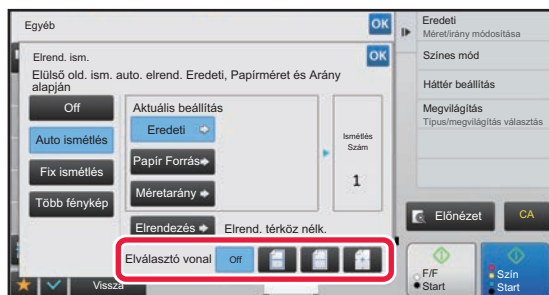 Egyéb
OK
Elrend. ism.
OK
Elülső old. ism. auto. elrend. Eredeti, Papírméret és Arány
alapján
Off
Auto ismétlés
Fix ismétlés
Több fénykép
Aktuális beállítás
Eredeti
Papír Forrás
Méretarány
Ismétlés
Szám
1
Elrendezés
Elrend. térköz nélk.
Elválasztó vonal
Off
Vissza
Eredeti
Méret/irány módosítása
Színes mód
Háttér beállítás
Megvilágítás
Típus/megvilágítás választás
Előnézet
CA
F/F
Start
Szín
Start